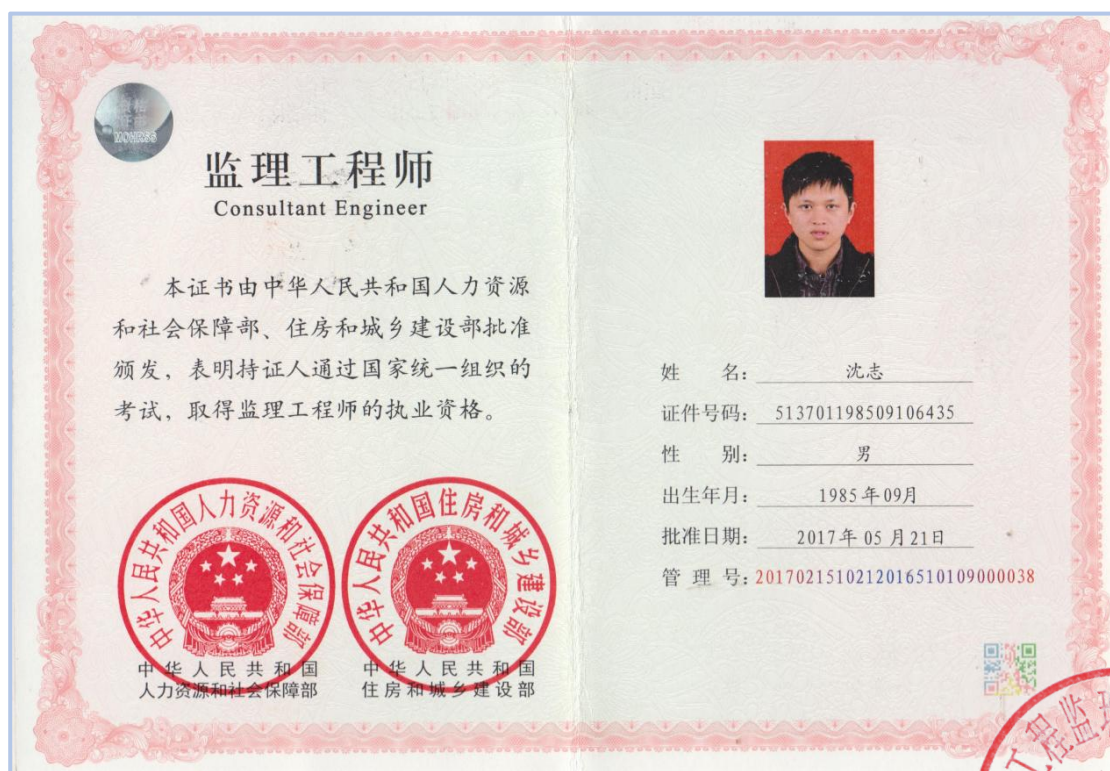 MOHRSS
监理工程师
Consultant Engineer
本证书由中华人民共和国人力资源
和社会保障部、住房和城乡建设部批准
颁发，表明持证人通过国家统一组织的
考试，取得监理工程师的执业资格。
中华人民共和国人力资源和社会保障部
中华人民共和国住房和城乡建设部
中华人民共和国
人力资源和社会保障部
中华人民共和国
住房和城乡建设部
姓 名： 沈志
证件号码： 513701198509106435
性 别： 男
出生年月： 1985年09月
批准日期： 2017年05月21日
管 理 号： 2017021510212016510109000038
工程监理